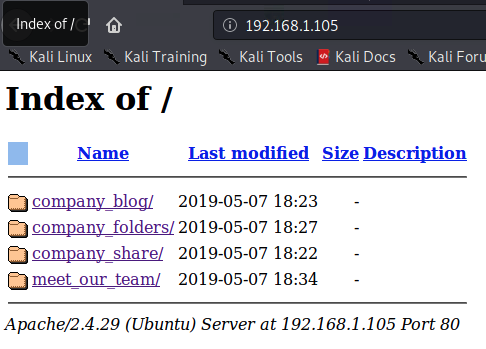 Index of /
192.168.1.105
Kali Linux Kali Training Kali Tools Kali Docs Kali Foru
Index of /
Name Last modified Size Description
company_blog/ 2019-05-07 18:23 -
company_folders/ 2019-05-07 18:27 -
company_share/ 2019-05-07 18:22 -
meet_our_team/ 2019-05-07 18:34 -
Apache/2.4.29 (Ubuntu) Server at 192.168.1.105 Port 80